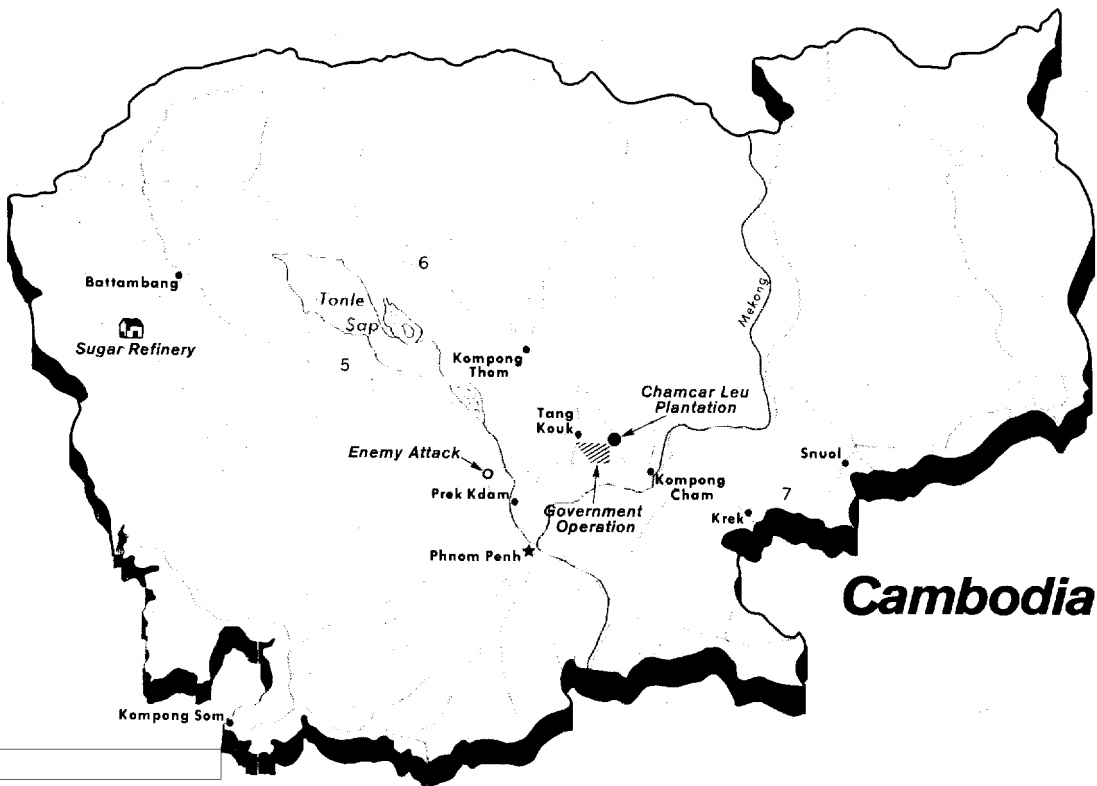 6
Battambang
Tonle
Sap
Mekong
Sugar Refinery
5
Kompong
Thom
Chamcar Leu
Plantation
Tang
Kouk
Enemy Attack
Snuol
Kompong
Cham
Prek Kdam
7
Government
Operation
Krek
Phnom Penh
Cambodia
Kompong Som